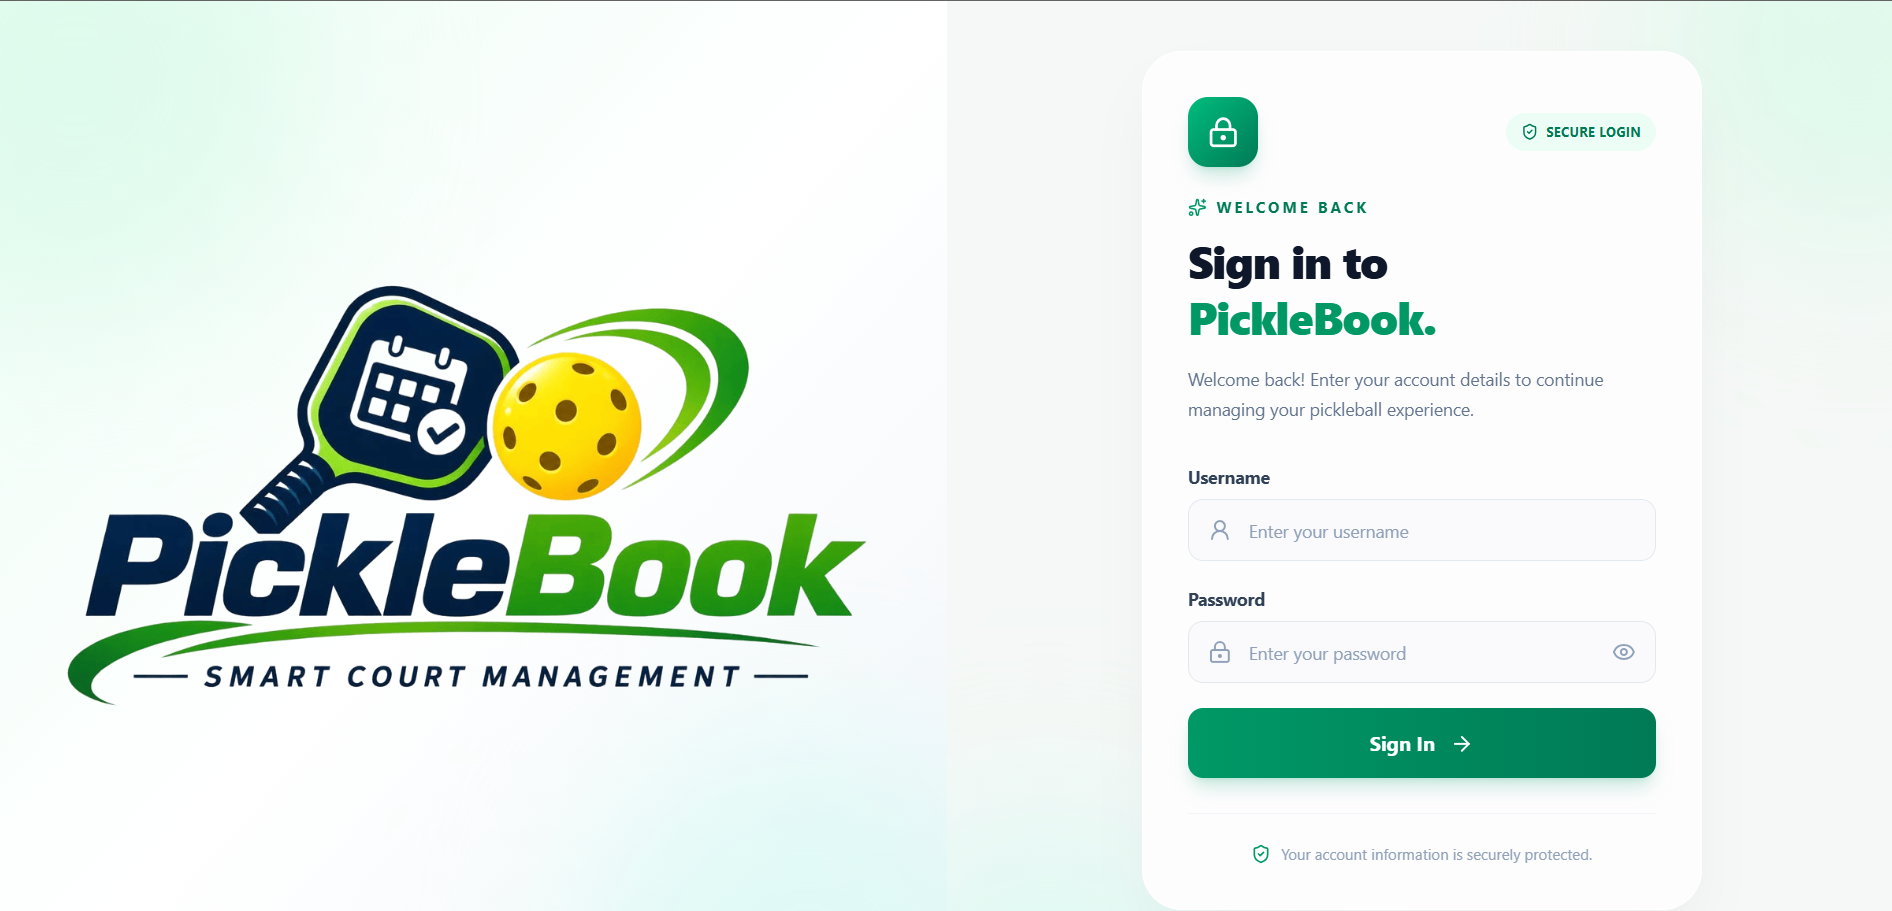 PickleBook
SMART COURT MANAGEMENT
SECURE LOGIN
WELCOME BACK
Sign in to
PickleBook.
Welcome back! Enter your account details to continue
managing your pickleball experience.
Username
Enter your username
Password
Enter your password
Sign In
Your account information is securely protected.